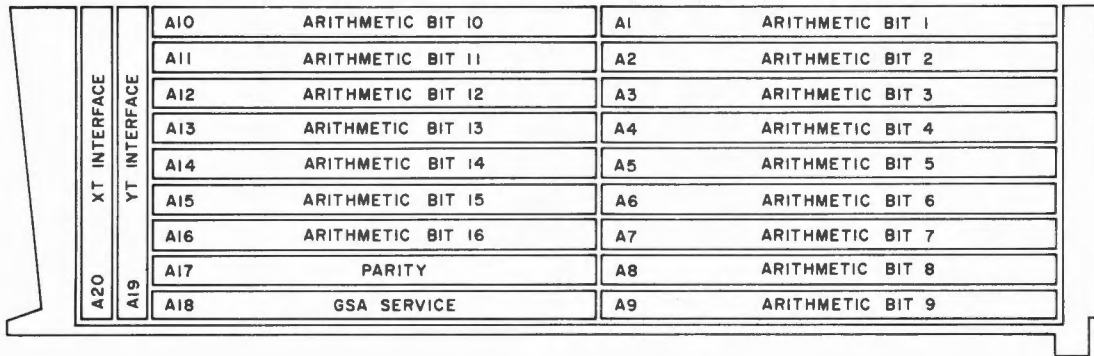 A10 ARITHMETIC BIT 10
A11 ARITHMETIC BIT 11
A12 ARITHMETIC BIT 12
A13 ARITHMETIC BIT 13
A14 ARITHMETIC BIT 14
A15 ARITHMETIC BIT 15
A16 ARITHMETIC BIT 16
A17 PARITY
A18 GSA SERVICE
A1 ARITHMETIC BIT 1
A2 ARITHMETIC BIT 2
A3 ARITHMETIC BIT 3
A4 ARITHMETIC BIT 4
A5 ARITHMETIC BIT 5
A6 ARITHMETIC BIT 6
A7 ARITHMETIC BIT 7
A8 ARITHMETIC BIT 8
A9 ARITHMETIC BIT 9
A20 XT INTERFACE
A19 YT INTERFACE